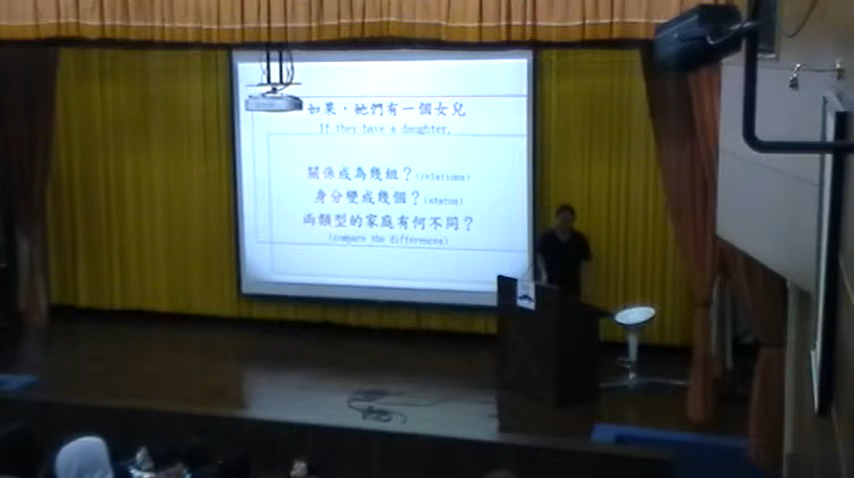 如果,她們有一個女兒
If they have a daughter,
關係成為幾組?(relations)
身分變成幾個?(status)
兩類型的家庭有何不同?
(compare the differences)